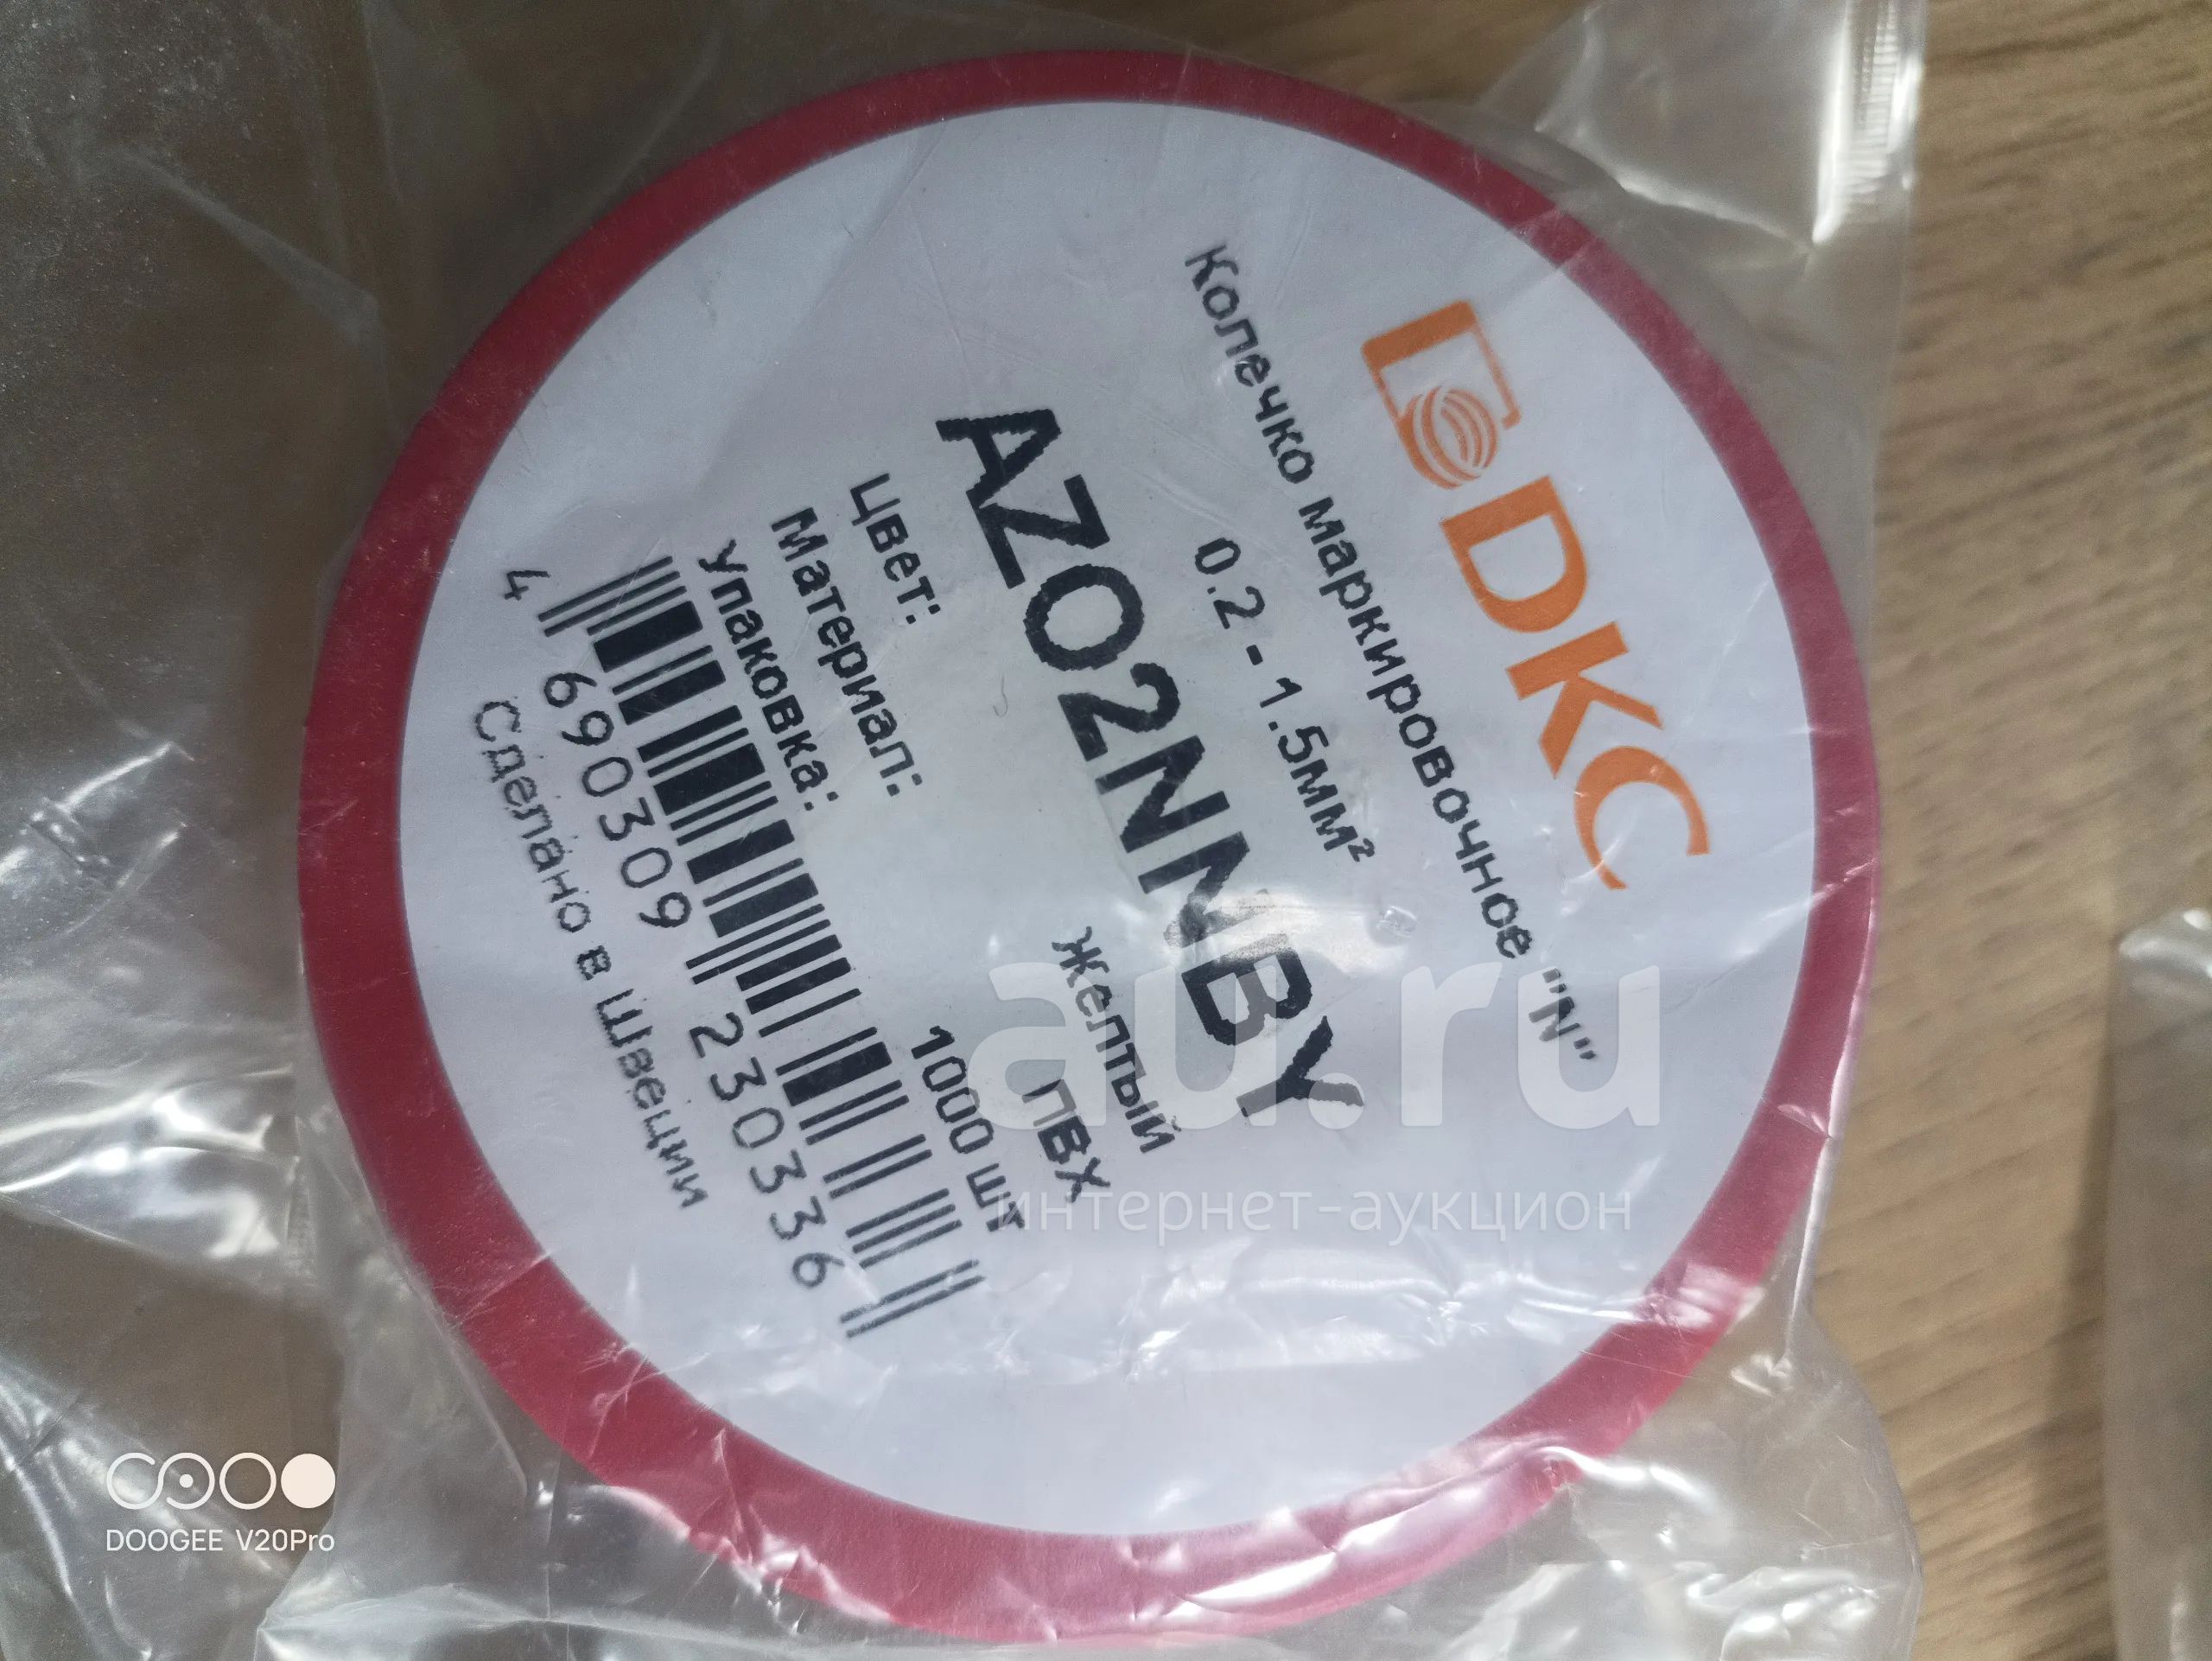 DKC
Колечко маркировочное "N"
0.2 - 1.5мм²
AZO2NNBY
Цвет: Желтый
Материал: ПВХ
Упаковка: 1000 шт
4 690309 230336
Сделано в Швеции
au.ru
интернет-аукцион
DOOGEE V20Pro